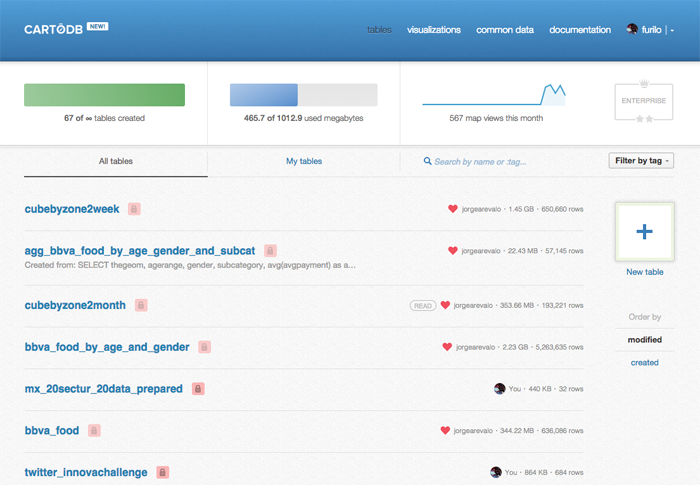 CARTODB NEW!
tables visualizations common data documentation furilo
67 of ∞ tables created
465.7 of 1012.9 used megabytes
567 map views this month
ENTERPRISE
All tables My tables Search by name or :tag... Filter by tag
cubebyzone2week jorgearevalo · 1.45 GB · 650,660 rows
agg_bbva_food_by_age_gender_and_subcat jorgearevalo · 22.43 MB · 57,145 rows
Created from: SELECT thegeom, agerange, gender, subcategory, avg(avgpayment) as a...
New table
cubebyzone2month READ jorgearevalo · 353.66 MB · 193,221 rows
Order by
modified
bbva_food_by_age_and_gender jorgearevalo · 2.23 GB · 5,263,635 rows
created
mx_20sectur_20data_prepared You · 440 KB · 32 rows
bbva_food jorgearevalo · 344.22 MB · 636,086 rows
twitter_innovachallenge You · 864 KB · 684 rows